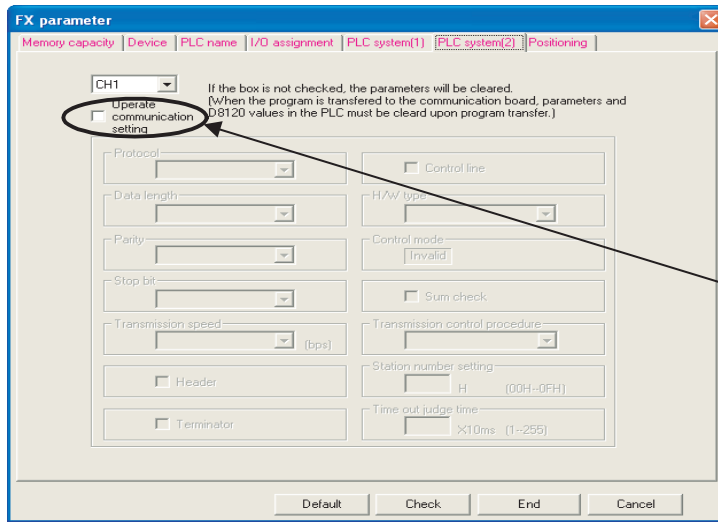 FX parameter
Memory capacity Device PLC name I/O assignment PLC system(1) PLC system(2) Positioning
CH1
If the box is not checked, the parameters will be cleared.
Operate communication setting
(When the program is transfered to the communication board, parameters and
D8120 values in the PLC must be cleard upon program transfer.)
Protocol
Control line
Data length
H/W type
Parity
Control mode
Invalid
Stop bit
Sum check
Transmission speed
(bps)
Transmission control procedure
Header
Station number setting
H (00H--0FH)
Terminator
Time out judge time
X10ms (1--255)
Default Check End Cancel